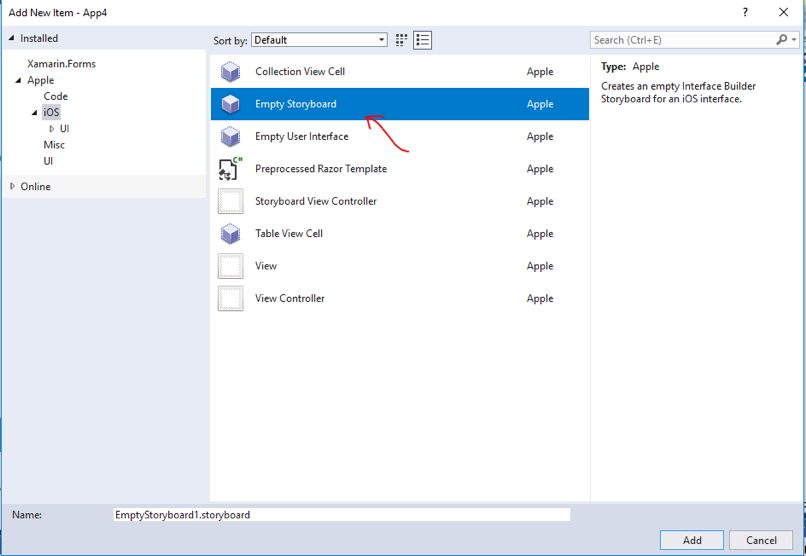 Add New Item - App4
?
Installed
Sort by: Default
Search (Ctrl+E)
Xamarin.Forms
Apple
Code
iOS
UI
Misc
UI
Online
Collection View Cell Apple
Empty Storyboard Apple
Empty User Interface Apple
C#
Preprocessed Razor Template Apple
Storyboard View Controller Apple
Table View Cell Apple
View Apple
View Controller Apple
Type: Apple
Creates an empty Interface Builder
Storyboard for an iOS interface.
Name: EmptyStoryboard1.storyboard
Add Cancel